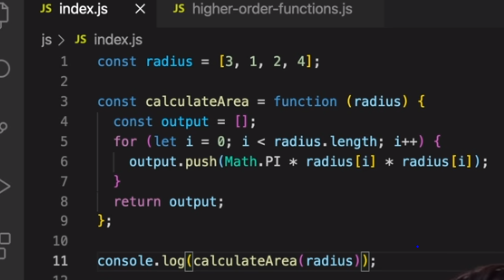 JS index.js
JS higher-order-functions.js
js > JS index.js
1 const radius = [3, 1, 2, 4];
2
3 const calculateArea = function (radius) {
4   const output = [];
5   for (let i = 0; i < radius.length; i++) {
6     output.push(Math.PI * radius[i] * radius[i]);
7   }
8   return output;
9 };
10
11 console.log(calculateArea(radius));